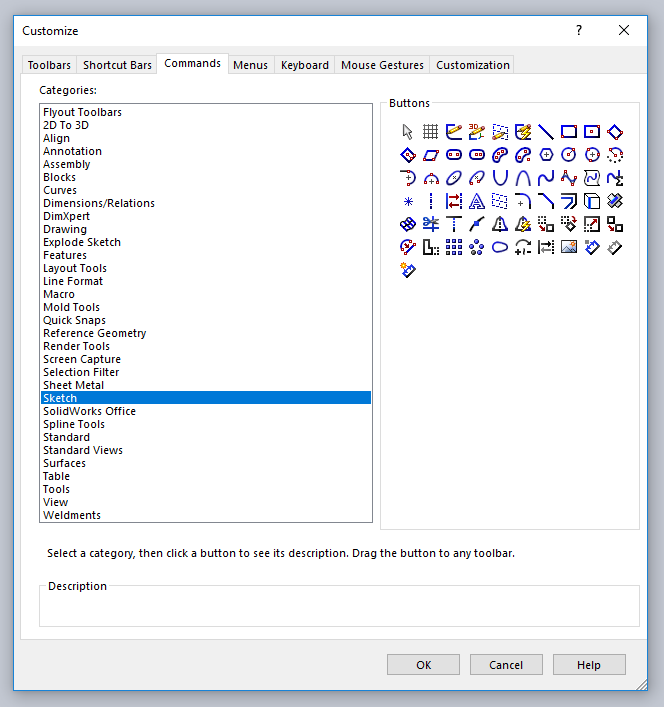 Customize
?
Toolbars Shortcut Bars Commands Menus Keyboard Mouse Gestures Customization
Categories:
Buttons
Flyout Toolbars
2D To 3D
Align
Annotation
Assembly
Blocks
Curves
Dimensions/Relations
DimXpert
Drawing
Explode Sketch
Features
Layout Tools
Line Format
Macro
Mold Tools
Quick Snaps
Reference Geometry
Render Tools
Screen Capture
Selection Filter
Sheet Metal
Sketch
SolidWorks Office
Spline Tools
Standard
Standard Views
Surfaces
Table
Tools
View
Weldments
3D
Select a category, then click a button to see its description. Drag the button to any toolbar.
Description
OK Cancel Help